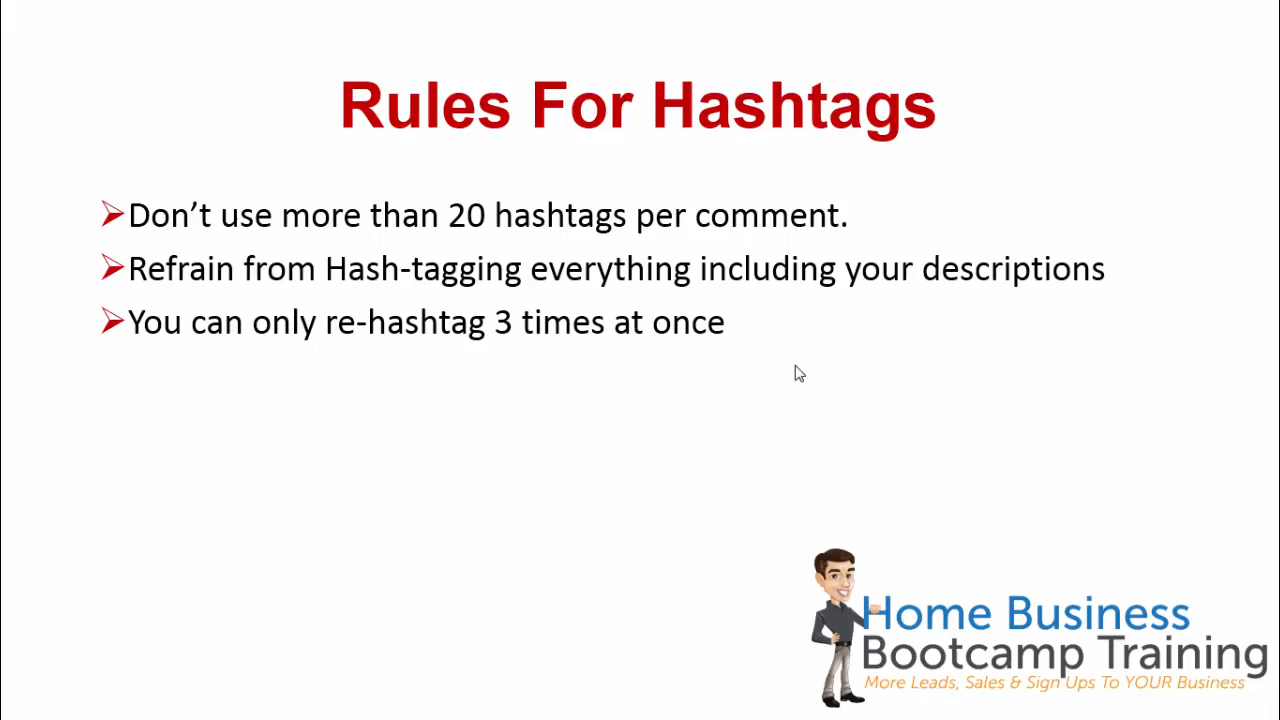 Rules For Hashtags
Don’t use more than 20 hashtags per comment.
Refrain from Hash-tagging everything including your descriptions
You can only re-hashtag 3 times at once
Home Business
Bootcamp Training
More Leads, Sales & Sign Ups To YOUR Business